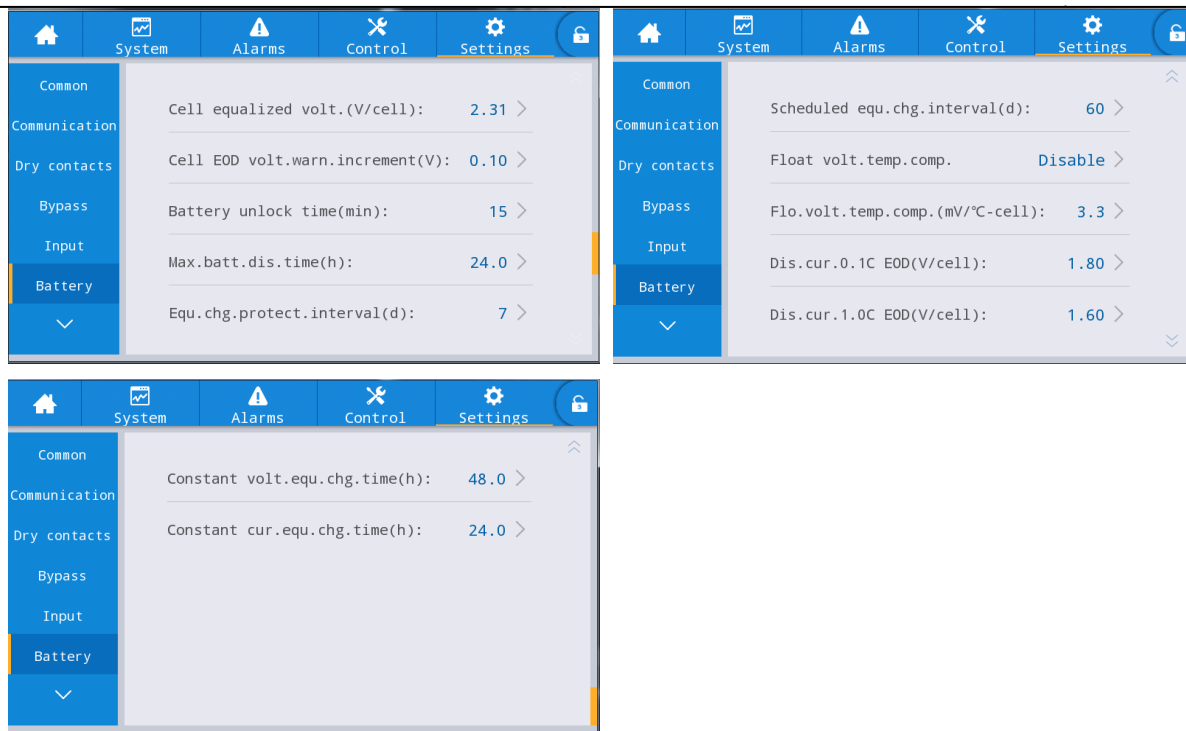 System Alarms Control Settings 3
Common
Communication
Dry contacts
Bypass
Input
Battery
Cell equalized volt.(V/cell): 2.31
Cell EOD volt.warn.increment(V): 0.10
Battery unlock time(min): 15
Max.batt.dis.time(h): 24.0
Equ.chg.protect.interval(d): 7
System Alarms Control Settings 3
Common
Communication
Dry contacts
Bypass
Input
Battery
Scheduled equ.chg.interval(d): 60
Float volt.temp.comp. Disable
Flo.volt.temp.comp.(mV/℃-cell): 3.3
Dis.cur.0.1C EOD(V/cell): 1.80
Dis.cur.1.0C EOD(V/cell): 1.60
System Alarms Control Settings 3
Common
Communication
Dry contacts
Bypass
Input
Battery
Constant volt.equ.chg.time(h): 48.0
Constant cur.equ.chg.time(h): 24.0